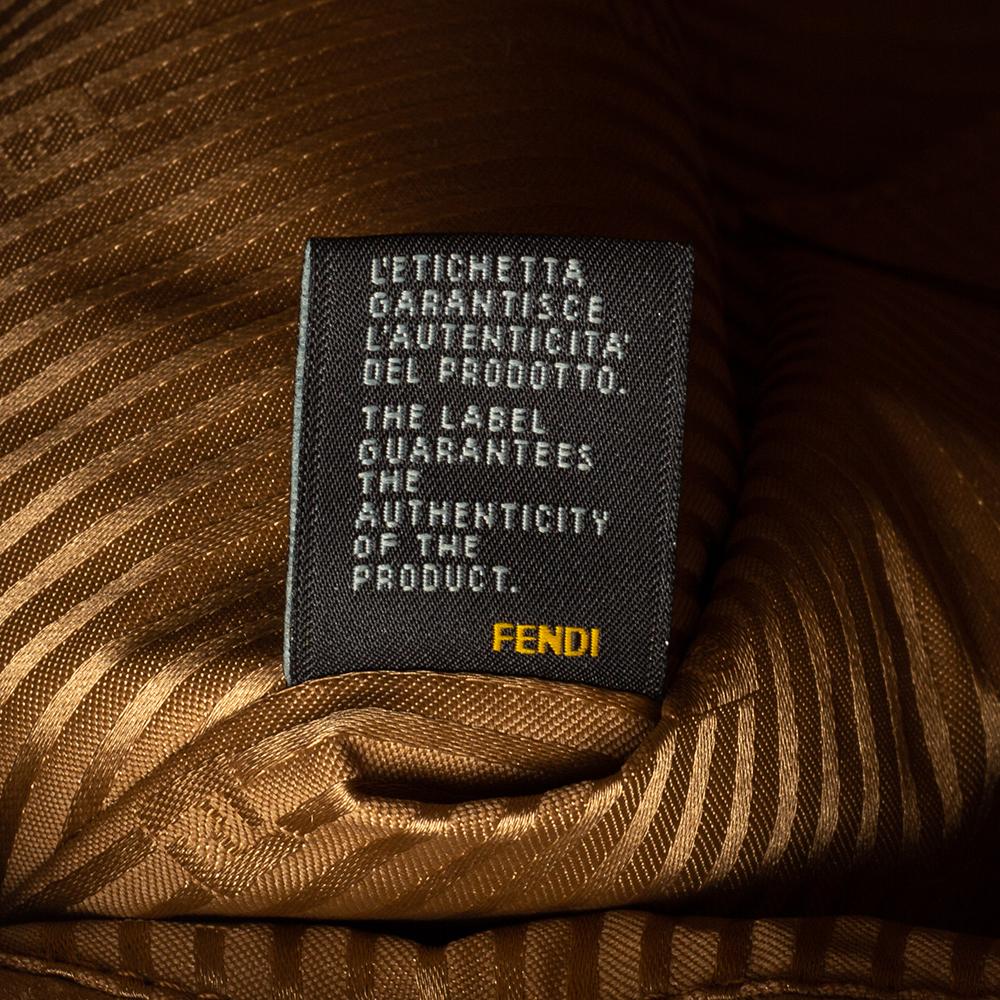 L'ETICHETTA
GARANTISCE
L'AUTENTICITA'
DEL PRODOTTO.
THE LABEL
GUARANTEES
THE
AUTHENTICITY
OF THE
PRODUCT.
FENDI